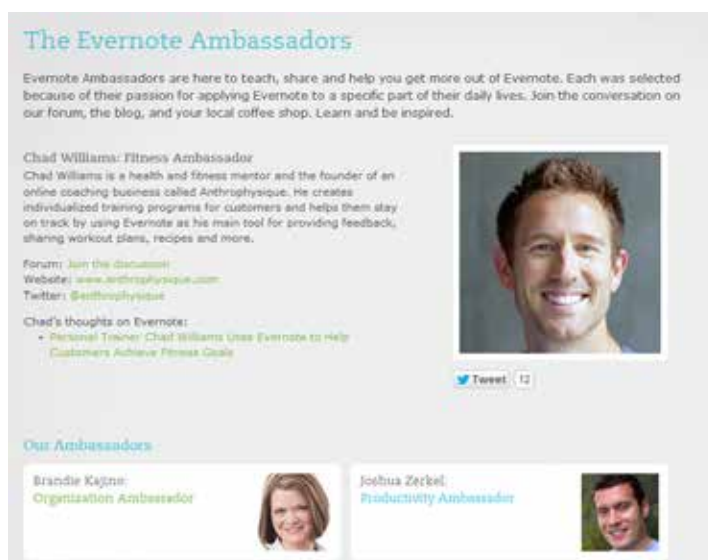 The Evernote Ambassadors
Evernote Ambassadors are here to teach, share and help you get more out of Evernote. Each was selected
because of their passion for applying Evernote to a specific part of their daily lives. Join the conversation on
our forum, the blog, and your local coffee shop. Learn and be inspired.
Chad Williams: Fitness Ambassador
Chad Williams is a health and fitness mentor and the founder of an
online coaching business called Anthrophysique. He creates
individualized training programs for customers and helps them stay
on track by using Evernote as his main tool for providing feedback,
sharing workout plans, recipes and more.
Forum: Join the discussion
Website: www.anthrophysique.com
Twitter: @anthrophysique
Chad's thoughts on Evernote:
• Personal Trainer Chad Williams Uses Evernote to Help
Customers Achieve Fitness Goals
Tweet 12
Our Ambassadors
Brandie Kajino:
Organization Ambassador
Joshua Zerkel:
Productivity Ambassador